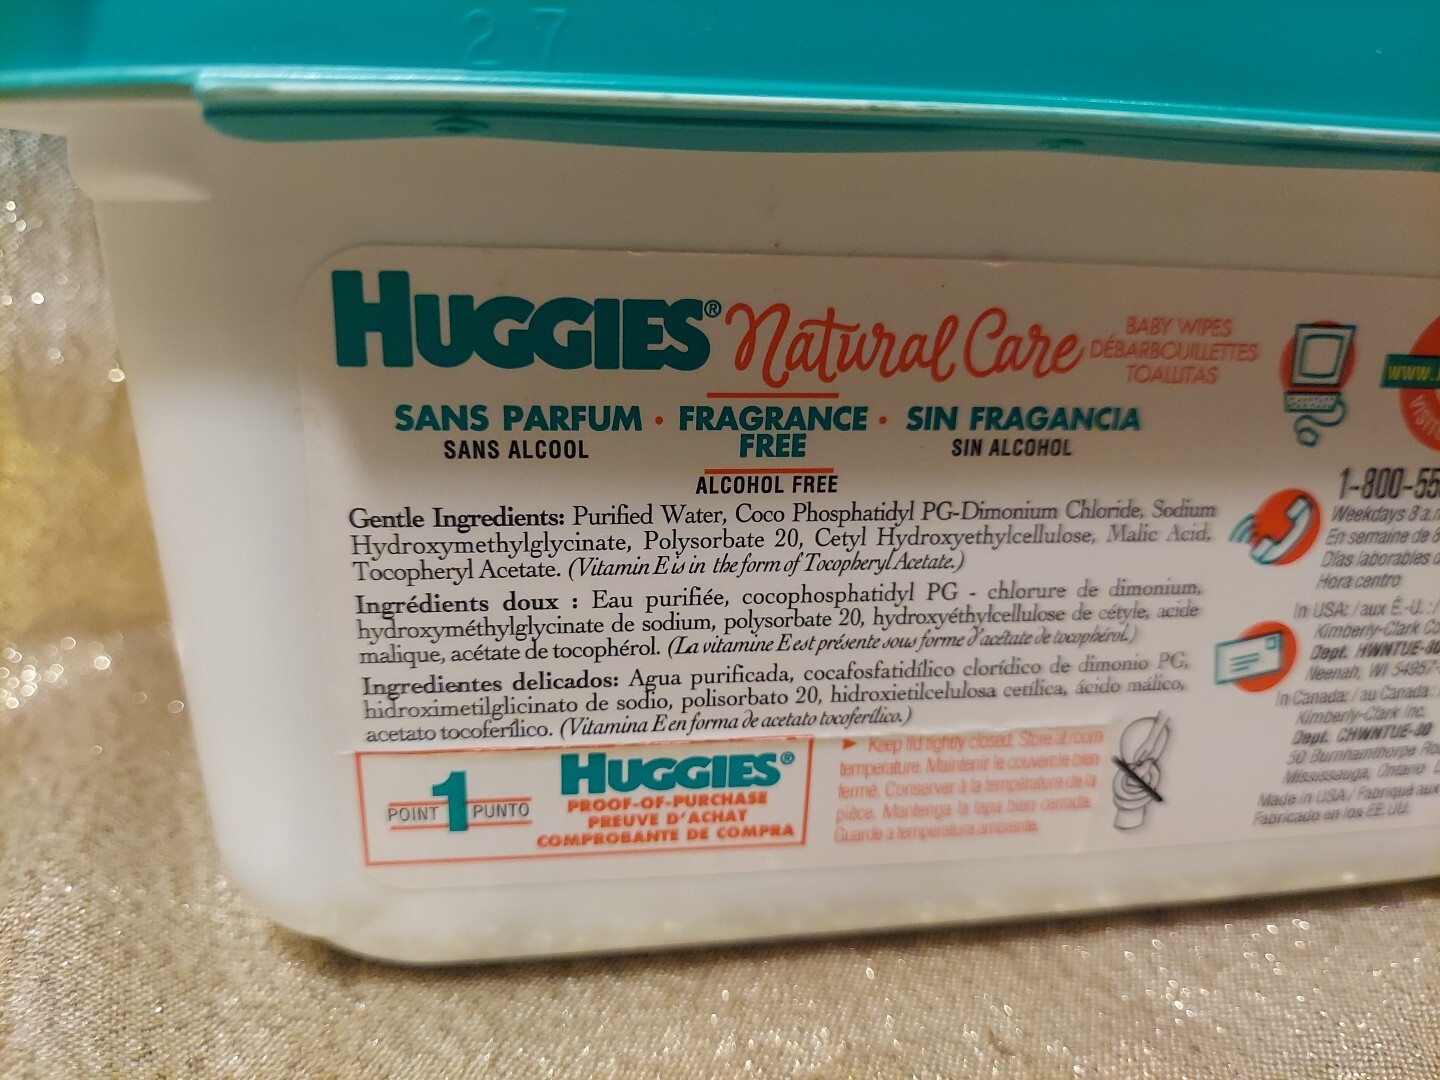 27
HUGGIES® Natural Care
BABY WIPES
DÉBARBOUILLETTES
TOALLITAS
SANS PARFUM • FRAGRANCE FREE • SIN FRAGANCIA
SANS ALCOOL
ALCOHOL FREE
SIN ALCOHOL
Gentle Ingredients: Purified Water, Coco Phosphatidyl PG-Dimonium Chloride, Sodium
Hydroxymethylglycinate, Polysorbate 20, Cetyl Hydroxyethylcellulose, Malic Acid,
Tocopheryl Acetate. (Vitamin E is in the form of Tocopheryl Acetate.)
Ingrédients doux : Eau purifiée, cocophosphatidyl PG - chlorure de dimonium,
hydroxyméthylglycinate de sodium, polysorbate 20, hydroxyéthylcellulose de cétyle, acide
malique, acétate de tocophérol. (La vitamine E est présente sous forme d'acétate de tocophérol.)
Ingredientes delicados: Agua purificada, cocafosfatidílico clorídico de dimonio PG,
hidroximetilglicinato de sodio, polisorbato 20, hidroxietilcelulosa cetílica, ácido málico,
acetato tocoferílico. (Vitamina E en forma de acetato tocoferílico.)
POINT 1 PUNTO
HUGGIES®
PROOF-OF-PURCHASE
PREUVE D'ACHAT
COMPROBANTE DE COMPRA
► Keep lid tightly closed. Store at room
temperature. Maintenir le couvercle bien
fermé. Conserver à la température de la
pièce. Mantenga la tapa bien cerrada.
Guarde a temperatura ambiente.
www.
1-800-55
Weekdays 8 a.m
En semaine de 8
Días laborables
Hora centro
In USA: / aux É.-U. : /
Kimberly-Clark Co
Dept. HWNTUE-30
Neenah, WI 54957-
In Canada: / au Canada :
Kimberly-Clark Inc.
Dept. CHWNTUE-30
50 Burnhamthorpe
Mississauga, Ontario
Made in USA / Fabriqué aux
Fabricado en los EE.UU.